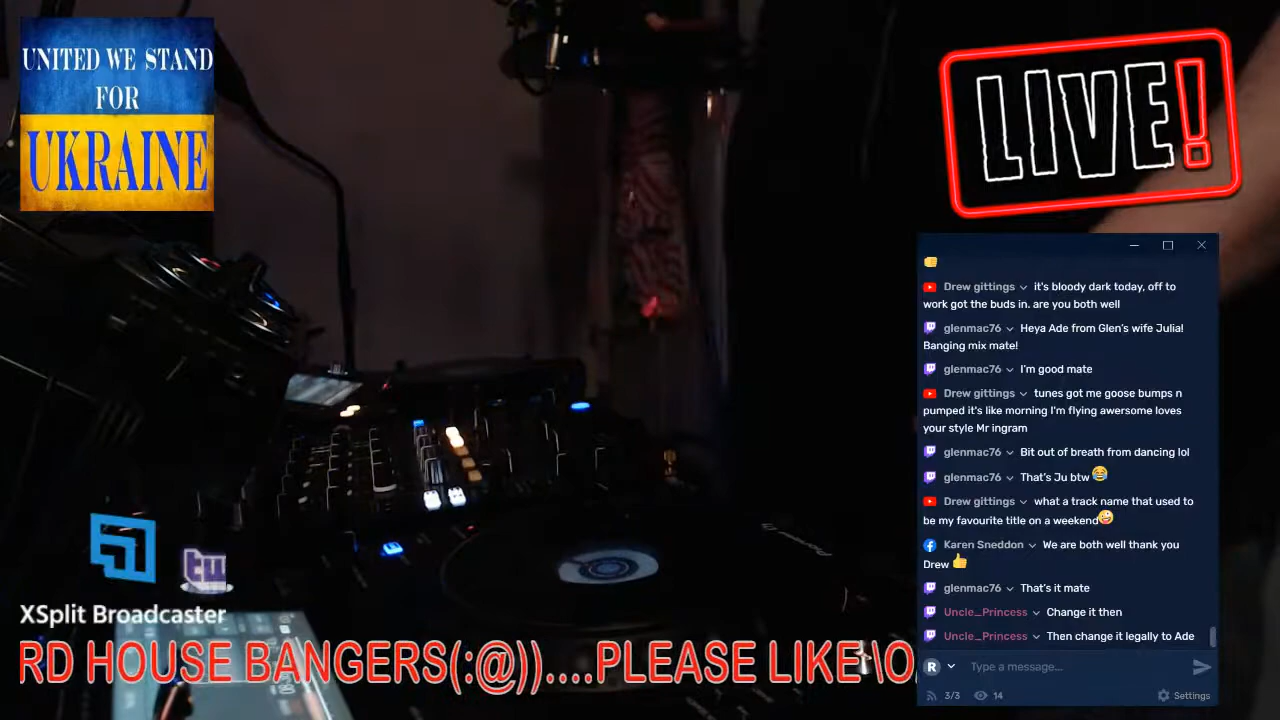 UNITED WE STAND
FOR
UKRAINE
LIVE!
Drew gittings it's bloody dark today, off to
work got the buds in. are you both well
glenmac76 Heya Ade from Glen's wife Julia!
Banging mix mate!
glenmac76 I'm good mate
Drew gittings tunes got me goose bumps n
pumped it's like morning I'm flying awersome loves
your style Mr ingram
glenmac76 Bit out of breath from dancing lol
glenmac76 That's Ju btw 😂
Drew gittings what a track name that used to
be my favourite title on a weekend🤪
Karen Sneddon We are both well thank you
Drew 👍
glenmac76 That's it mate
Uncle_Princess Change it then
Uncle_Princess Then change it legally to Ade
R Type a message...
3/3 14 Settings
tw
XSplit Broadcaster
RD HOUSE BANGERS(:@))....PLEASE LIKE \O